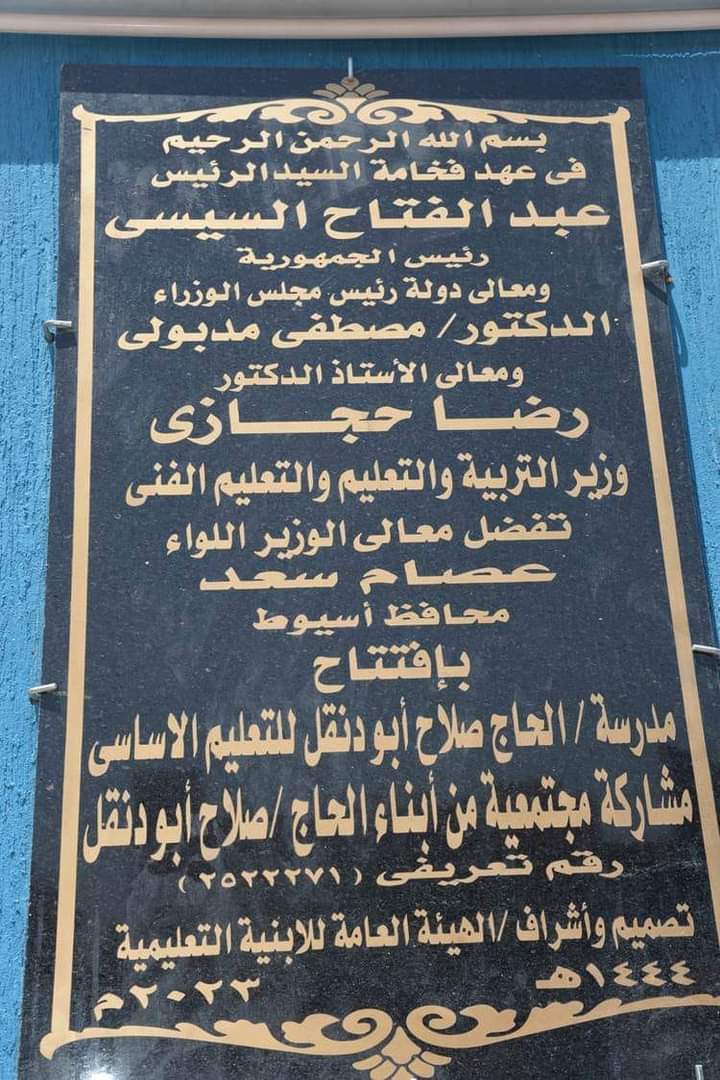 بسم الله الرحمن الرحيم
فى عهد فخامة السيد الرئيس
عبد الفتاح السيسى
رئيس الجمهورية
ومعالى دولة رئيس مجلس الوزراء
الدكتور/ مصطفى مدبولى
ومعالى الأستاذ الدكتور
رضا حجازى
وزير التربية والتعليم والتعليم الفنى
تفضل معالى الوزير اللواء
عصام سعد
محافظ أسيوط
بإفتتاح
مدرسة / الحاج صلاح أبو دنقل للتعليم الاساسى
مشاركة مجتمعية من أبناء الحاج /صلاح أبو دنقل
رقم تعريفى (٢٥٢٢٢٧١)
تصميم وأشراف /الهيئة العامة للابنية التعليمية
١٤٤٤هـ ٢٠٢٣م